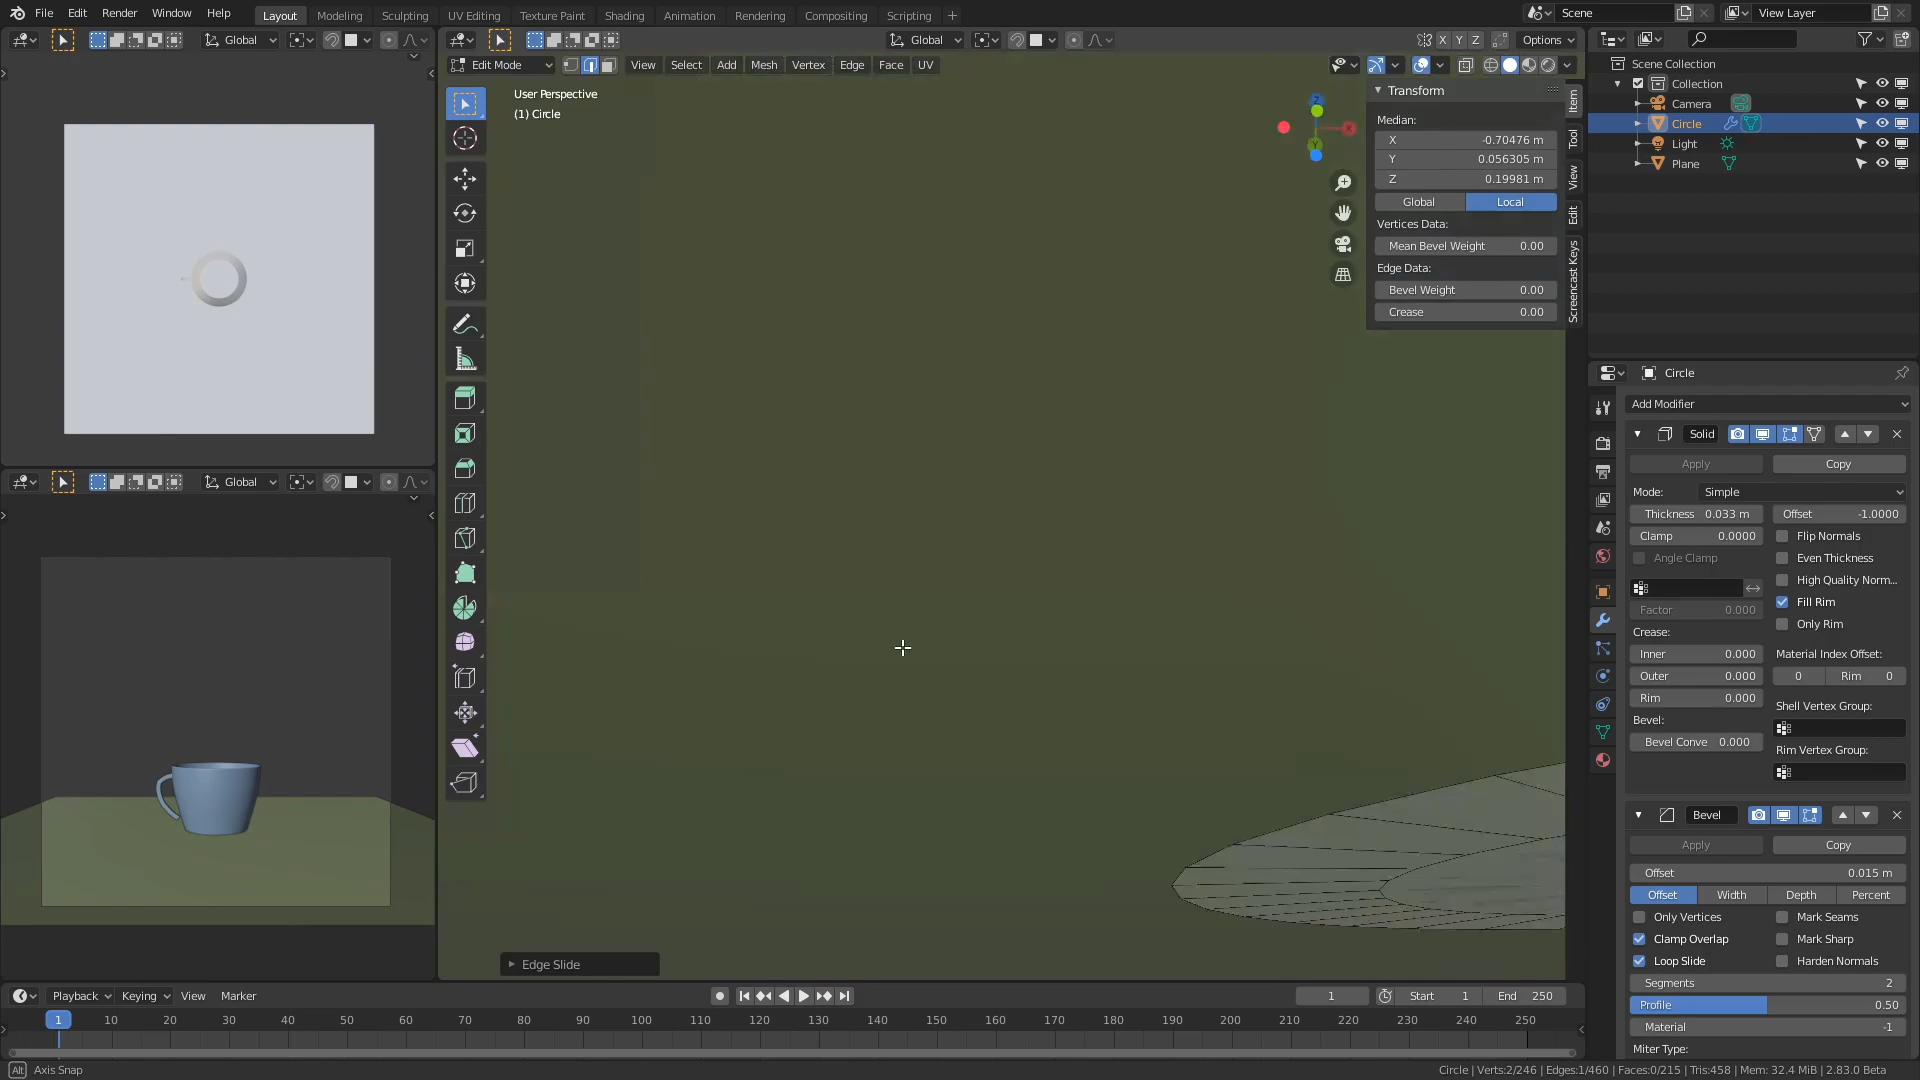 File Edit Render Window Help
Layout Modeling Sculpting UV Editing Texture Paint Shading Animation Rendering Compositing Scripting
Scene View Layer
Global Global X Y Z Options
Edit Mode View Select Add Mesh Vertex Edge Face UV
User Perspective
(1) Circle
Transform
Median:
X -0.70476 m
Y 0.056305 m
Z 0.19981 m
Global Local
Vertices Data:
Mean Bevel Weight 0.00
Edge Data:
Bevel Weight 0.00
Crease 0.00
Item
Tool
View
Edit
Screencast Keys
Scene Collection
Collection
Camera
Circle
Light
Plane
Circle
Add Modifier
Solid
Apply Copy
Mode: Simple
Thickness 0.033 m Offset -1.0000
Clamp 0.0000 Flip Normals
Angle Clamp Even Thickness
High Quality Norm...
Factor 0.000 Fill Rim
Crease: Only Rim
Inner 0.000 Material Index Offset:
Outer 0.000 0 Rim 0
Rim 0.000 Shell Vertex Group:
Bevel:
Bevel Conve 0.000 Rim Vertex Group:
Bevel
Apply Copy
Offset 0.015 m
Offset Width Depth Percent
Only Vertices Mark Seams
Clamp Overlap Mark Sharp
Loop Slide Harden Normals
Segments 2
Profile 0.50
Material -1
Miter Type:
Global
Edge Slide
Playback Keying View Marker 1 Start 1 End 250
1 10 20 30 40 50 60 70 80 90 100 110 120 130 140 150 160 170 180 190 200 210 220 230 240 250
Alt Axis Snap
Circle | Verts:2/246 | Edges:1/460 | Faces:0/215 | Tris:458 | Mem: 32.4 MiB | 2.83.0 Beta